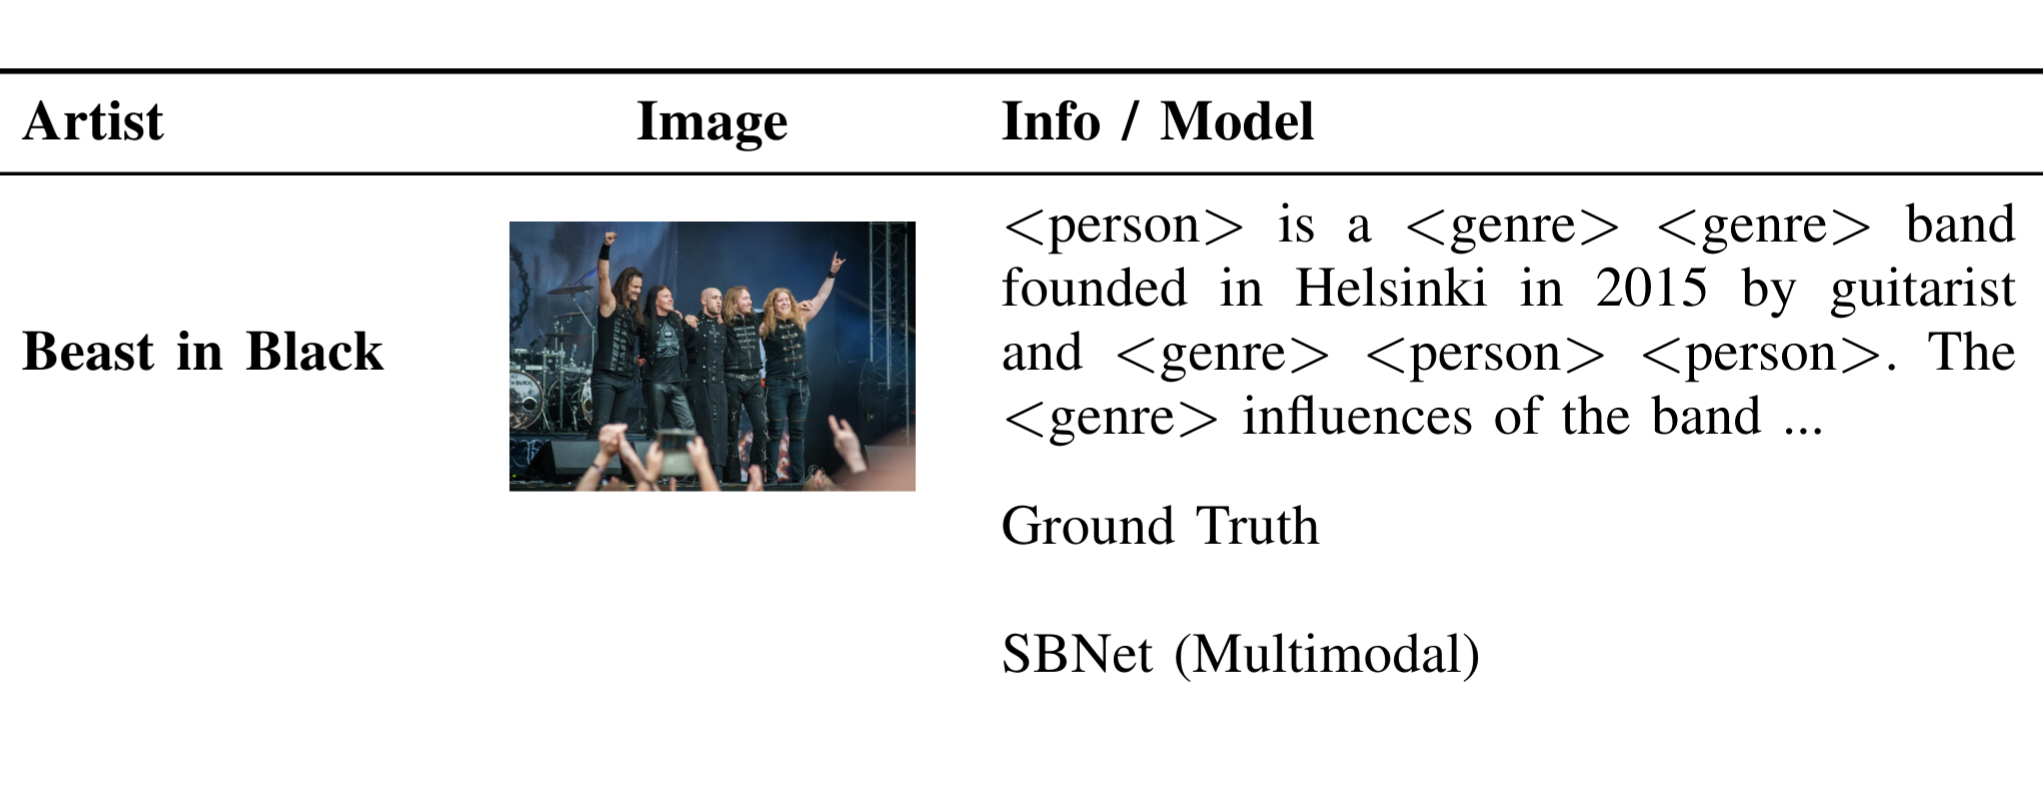 Artist Image Info / Model
<person> is a <genre> <genre> band
founded in Helsinki in 2015 by guitarist
Beast in Black
and <genre> <person> <person>. The
<genre> influences of the band ...
Ground Truth
SBNet (Multimodal)